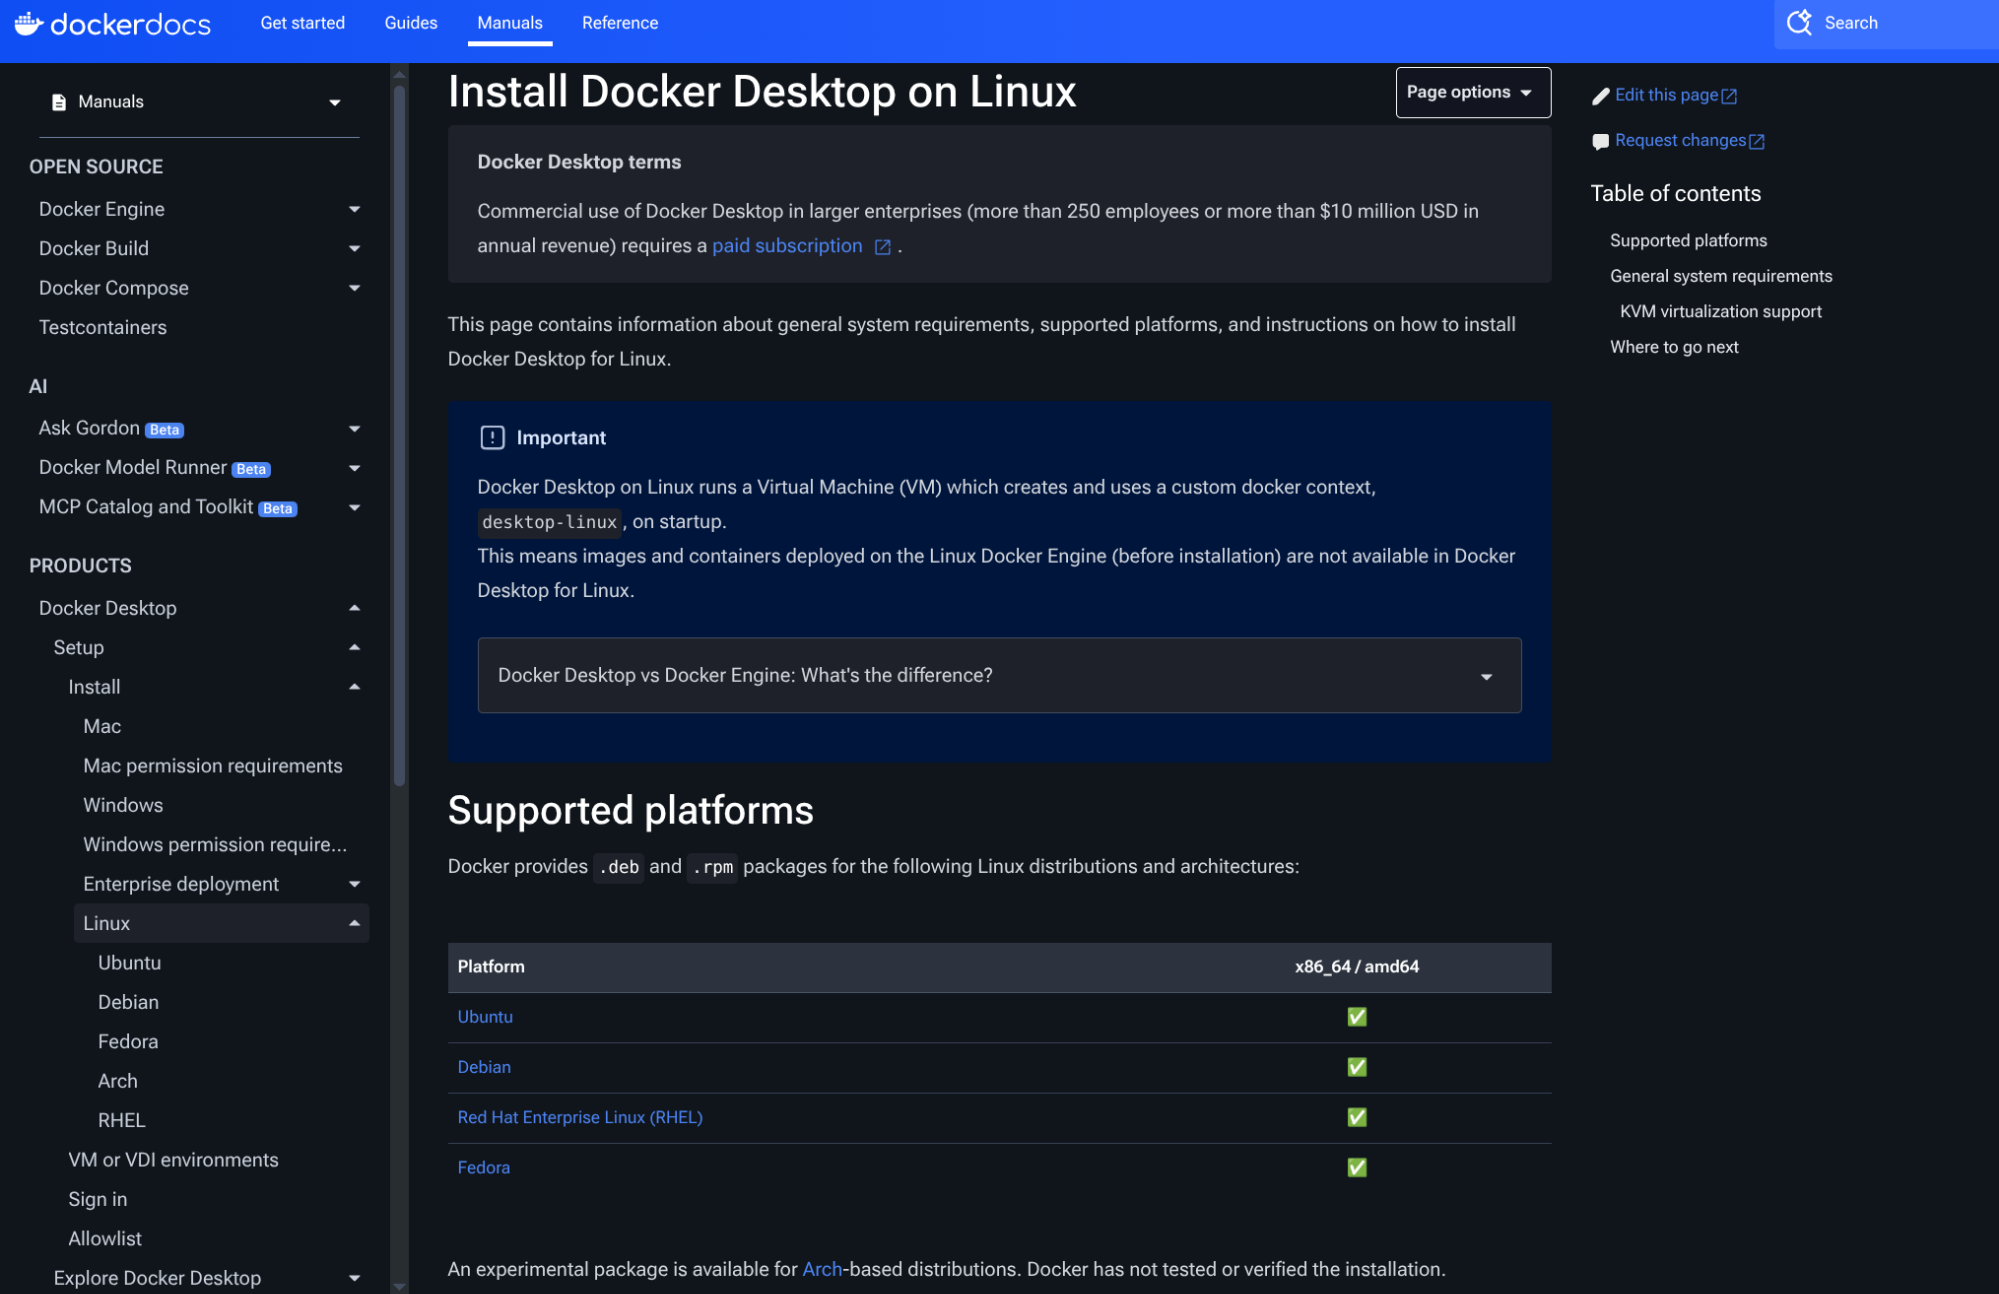 dockerdocs
Get started
Guides
Manuals
Reference
Search
Manuals
OPEN SOURCE
Docker Engine
Docker Build
Docker Compose
Testcontainers
AI
Ask Gordon Beta
Docker Model Runner Beta
MCP Catalog and Toolkit Beta
PRODUCTS
Docker Desktop
Setup
Install
Mac
Mac permission requirements
Windows
Windows permission require...
Enterprise deployment
Linux
Ubuntu
Debian
Fedora
Arch
RHEL
VM or VDI environments
Sign in
Allowlist
Explore Docker Desktop
Install Docker Desktop on Linux
Page options
Docker Desktop terms
Commercial use of Docker Desktop in larger enterprises (more than 250 employees or more than $10 million USD in
annual revenue) requires a paid subscription .
This page contains information about general system requirements, supported platforms, and instructions on how to install
Docker Desktop for Linux.
Important
Docker Desktop on Linux runs a Virtual Machine (VM) which creates and uses a custom docker context,
desktop-linux, on startup.
This means images and containers deployed on the Linux Docker Engine (before installation) are not available in Docker
Desktop for Linux.
Docker Desktop vs Docker Engine: What's the difference?
Supported platforms
Docker provides .deb and .rpm packages for the following Linux distributions and architectures:
Platform x86_64 / amd64
Ubuntu ✅
Debian ✅
Red Hat Enterprise Linux (RHEL) ✅
Fedora ✅
An experimental package is available for Arch-based distributions. Docker has not tested or verified the installation.
Edit this page
Request changes
Table of contents
Supported platforms
General system requirements
KVM virtualization support
Where to go next